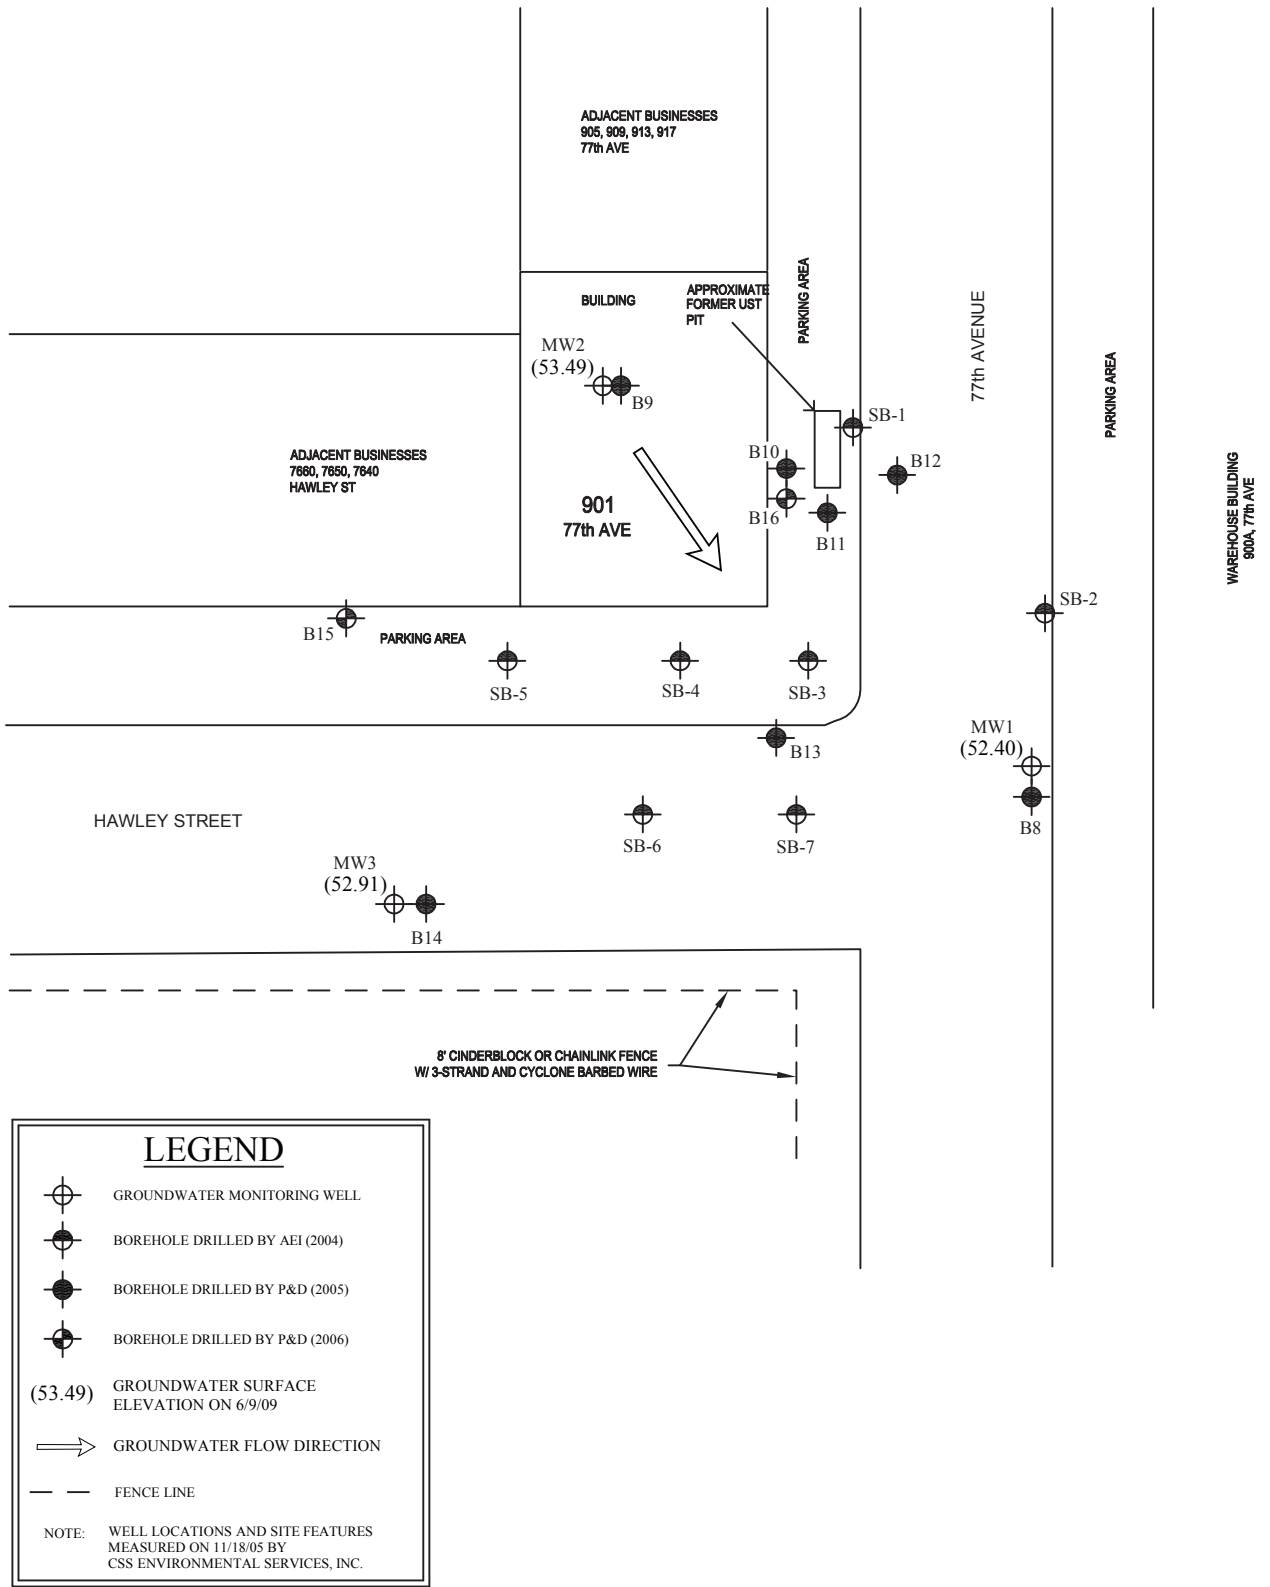 ADJACENT BUSINESSES
905, 909, 913, 917
77th AVE
BUILDING
APPROXIMATE
FORMER UST
PIT
PARKING AREA
77th AVENUE
PARKING AREA
WAREHOUSE BUILDING
900A, 77th AVE
MW2
(53.49)
B9
SB-1
B10
B12
ADJACENT BUSINESSES
7660, 7650, 7640
HAWLEY ST
901
77th AVE
B16
B11
SB-2
B15
PARKING AREA
SB-5
SB-4
SB-3
MW1
(52.40)
B13
B8
HAWLEY STREET
SB-6
SB-7
MW3
(52.91)
B14
8' CINDERBLOCK OR CHAINLINK FENCE
W/ 3-STRAND AND CYCLONE BARBED WIRE
LEGEND
GROUNDWATER MONITORING WELL
BOREHOLE DRILLED BY AEI (2004)
BOREHOLE DRILLED BY P&D (2005)
BOREHOLE DRILLED BY P&D (2006)
(53.49) GROUNDWATER SURFACE
ELEVATION ON 6/9/09
GROUNDWATER FLOW DIRECTION
FENCE LINE
NOTE: WELL LOCATIONS AND SITE FEATURES
MEASURED ON 11/18/05 BY
CSS ENVIRONMENTAL SERVICES, INC.